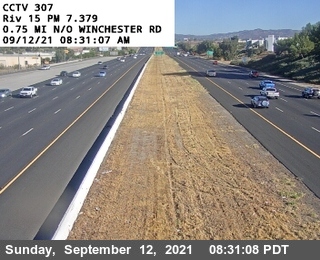 CCTV 307
Riv 15 PM 7.379
0.75 MI N/O WINCHESTER RD
09/12/21 08:31:07 AM
Sunday, September 12, 2021 08:31:08 PDT